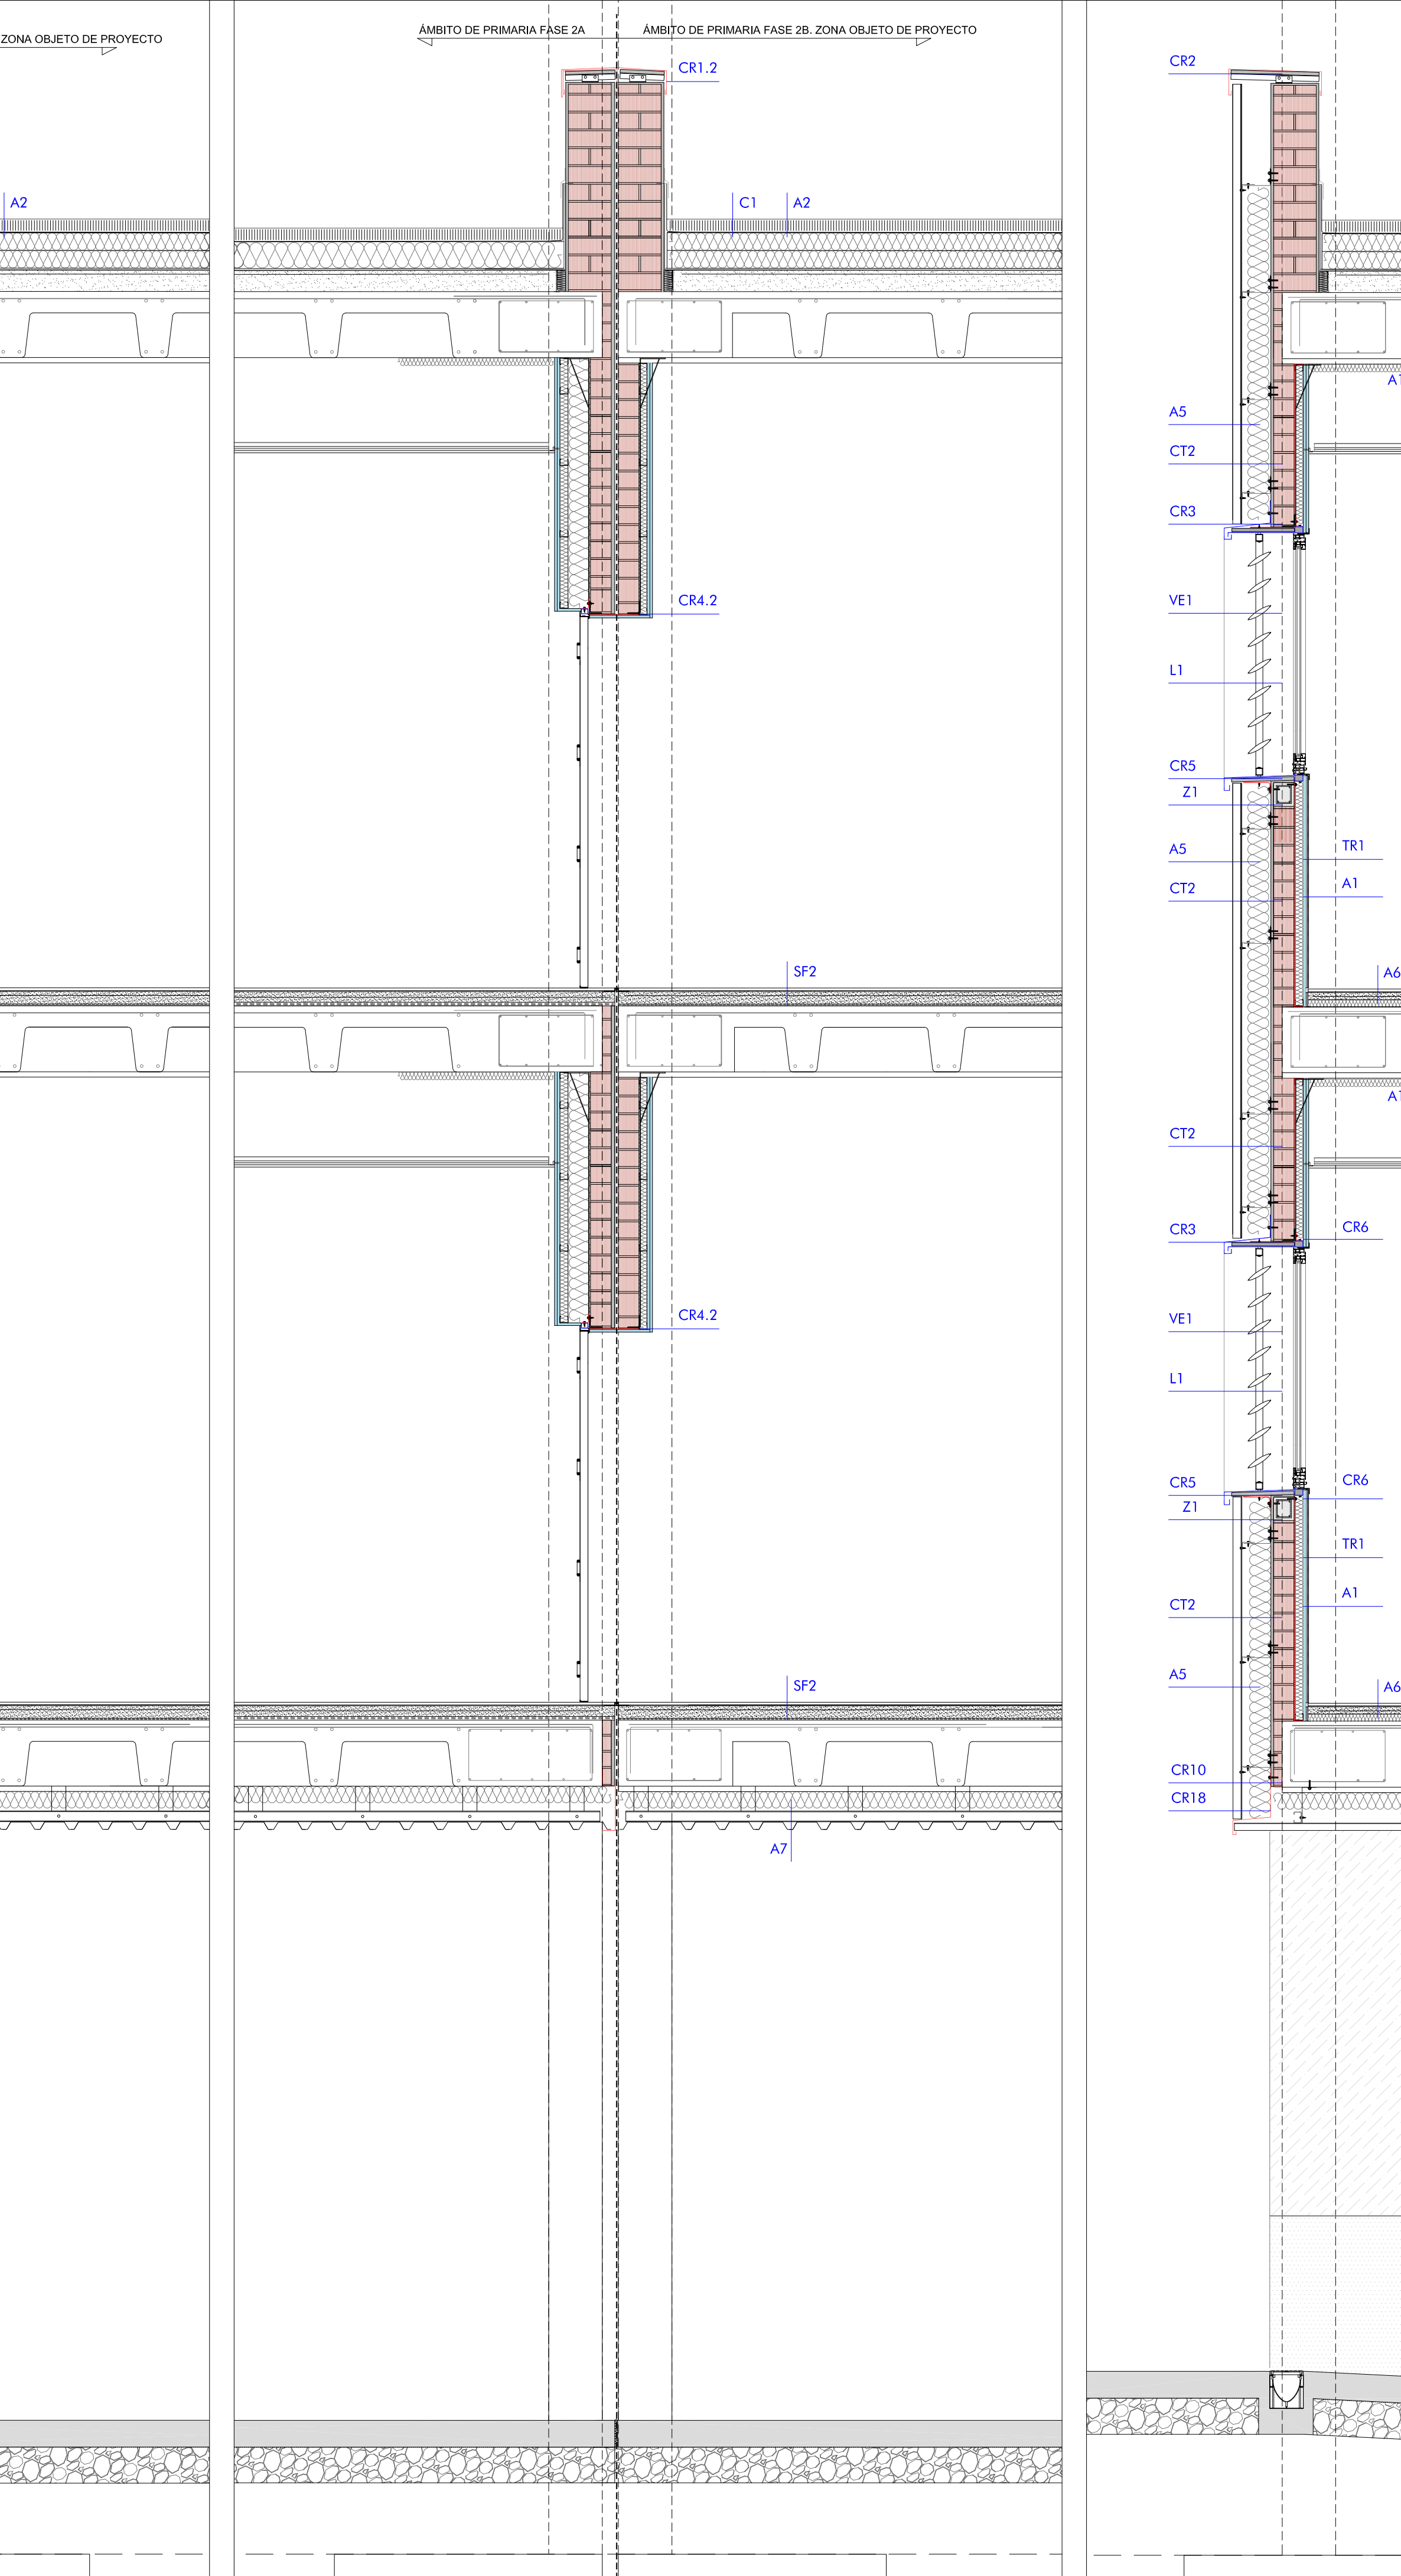 ZONA OBJETO DE PROYECTO
ÁMBITO DE PRIMARIA FASE 2A
ÁMBITO DE PRIMARIA FASE 2B. ZONA OBJETO DE PROYECTO
CR1.2
CR2
A2
C1
A2
A1
A5
CT2
CR3
CR4.2
VE1
L1
CR5
Z1
A5
TR1
CT2
A1
SF2
A6
A1
CT2
CR3
CR6
CR4.2
VE1
L1
CR5
CR6
Z1
TR1
CT2
A1
A5
SF2
A6
CR10
CR18
A7